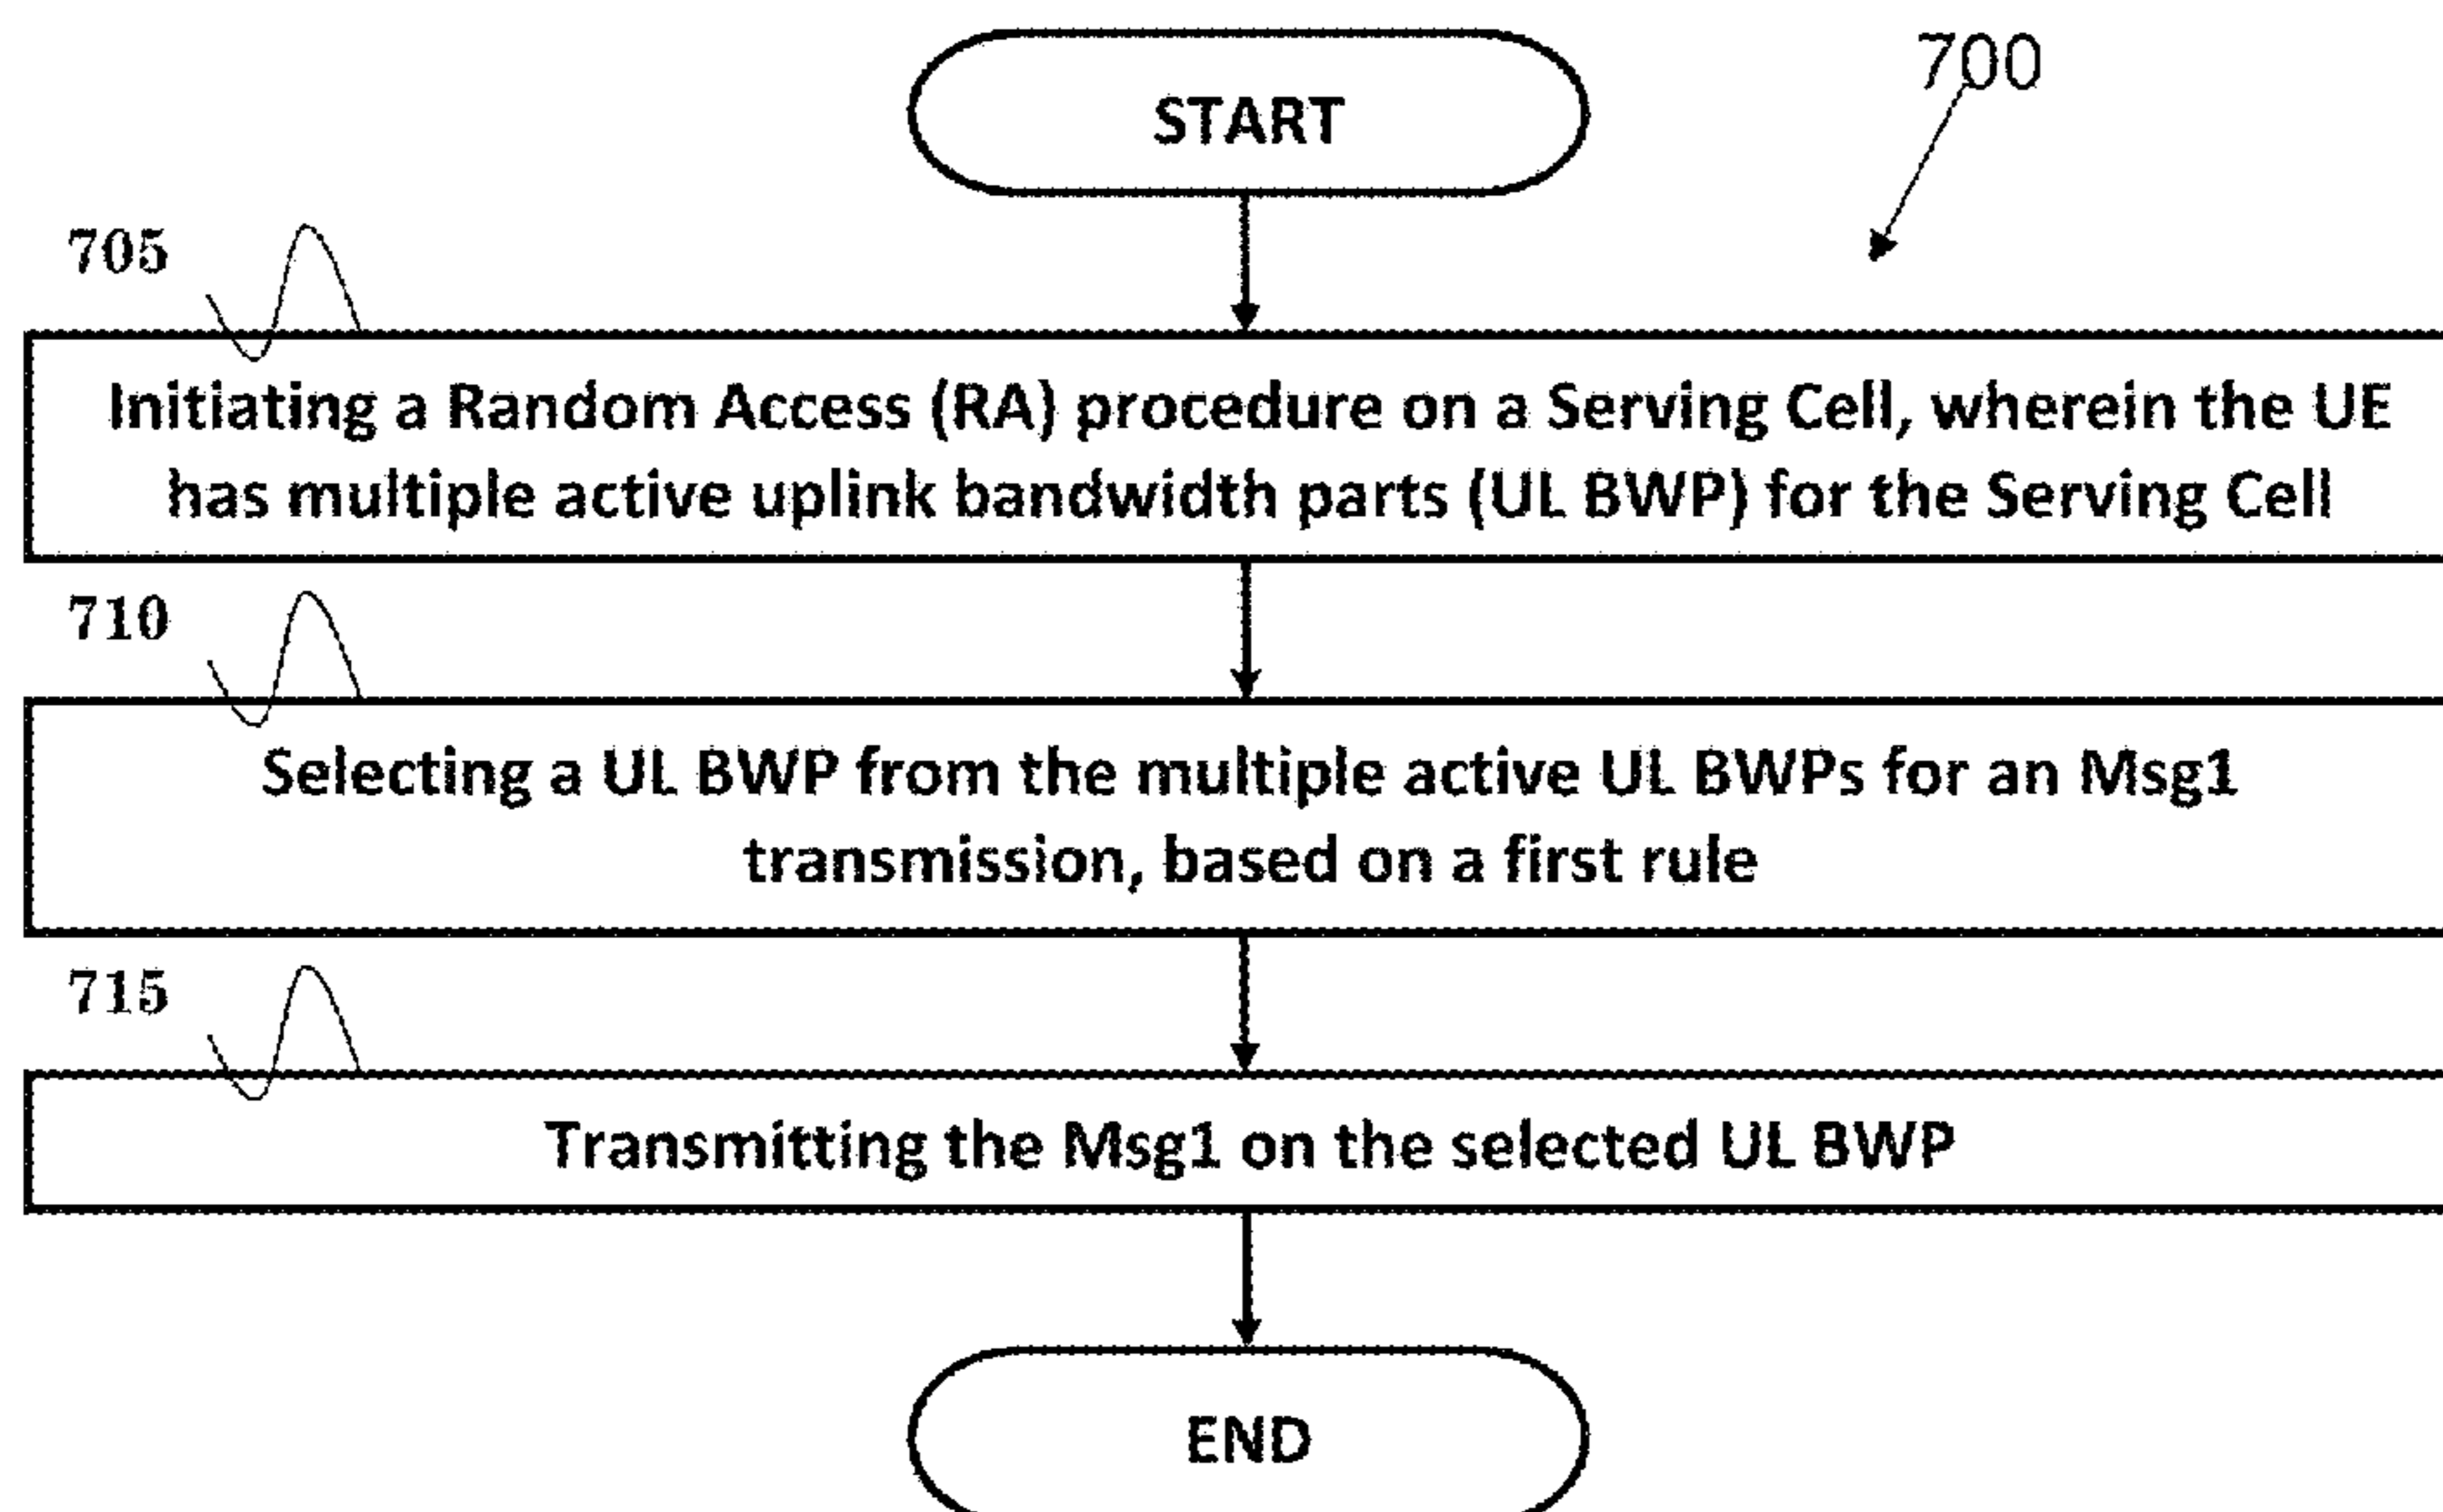 START
700
705
Initiating a Random Access (RA) procedure on a Serving Cell, wherein the UE
has multiple active uplink bandwidth parts (UL BWP) for the Serving Cell
710
Selecting a UL BWP from the multiple active UL BWPs for an Msg1
transmission, based on a first rule
715
Transmitting the Msg1 on the selected UL BWP
END